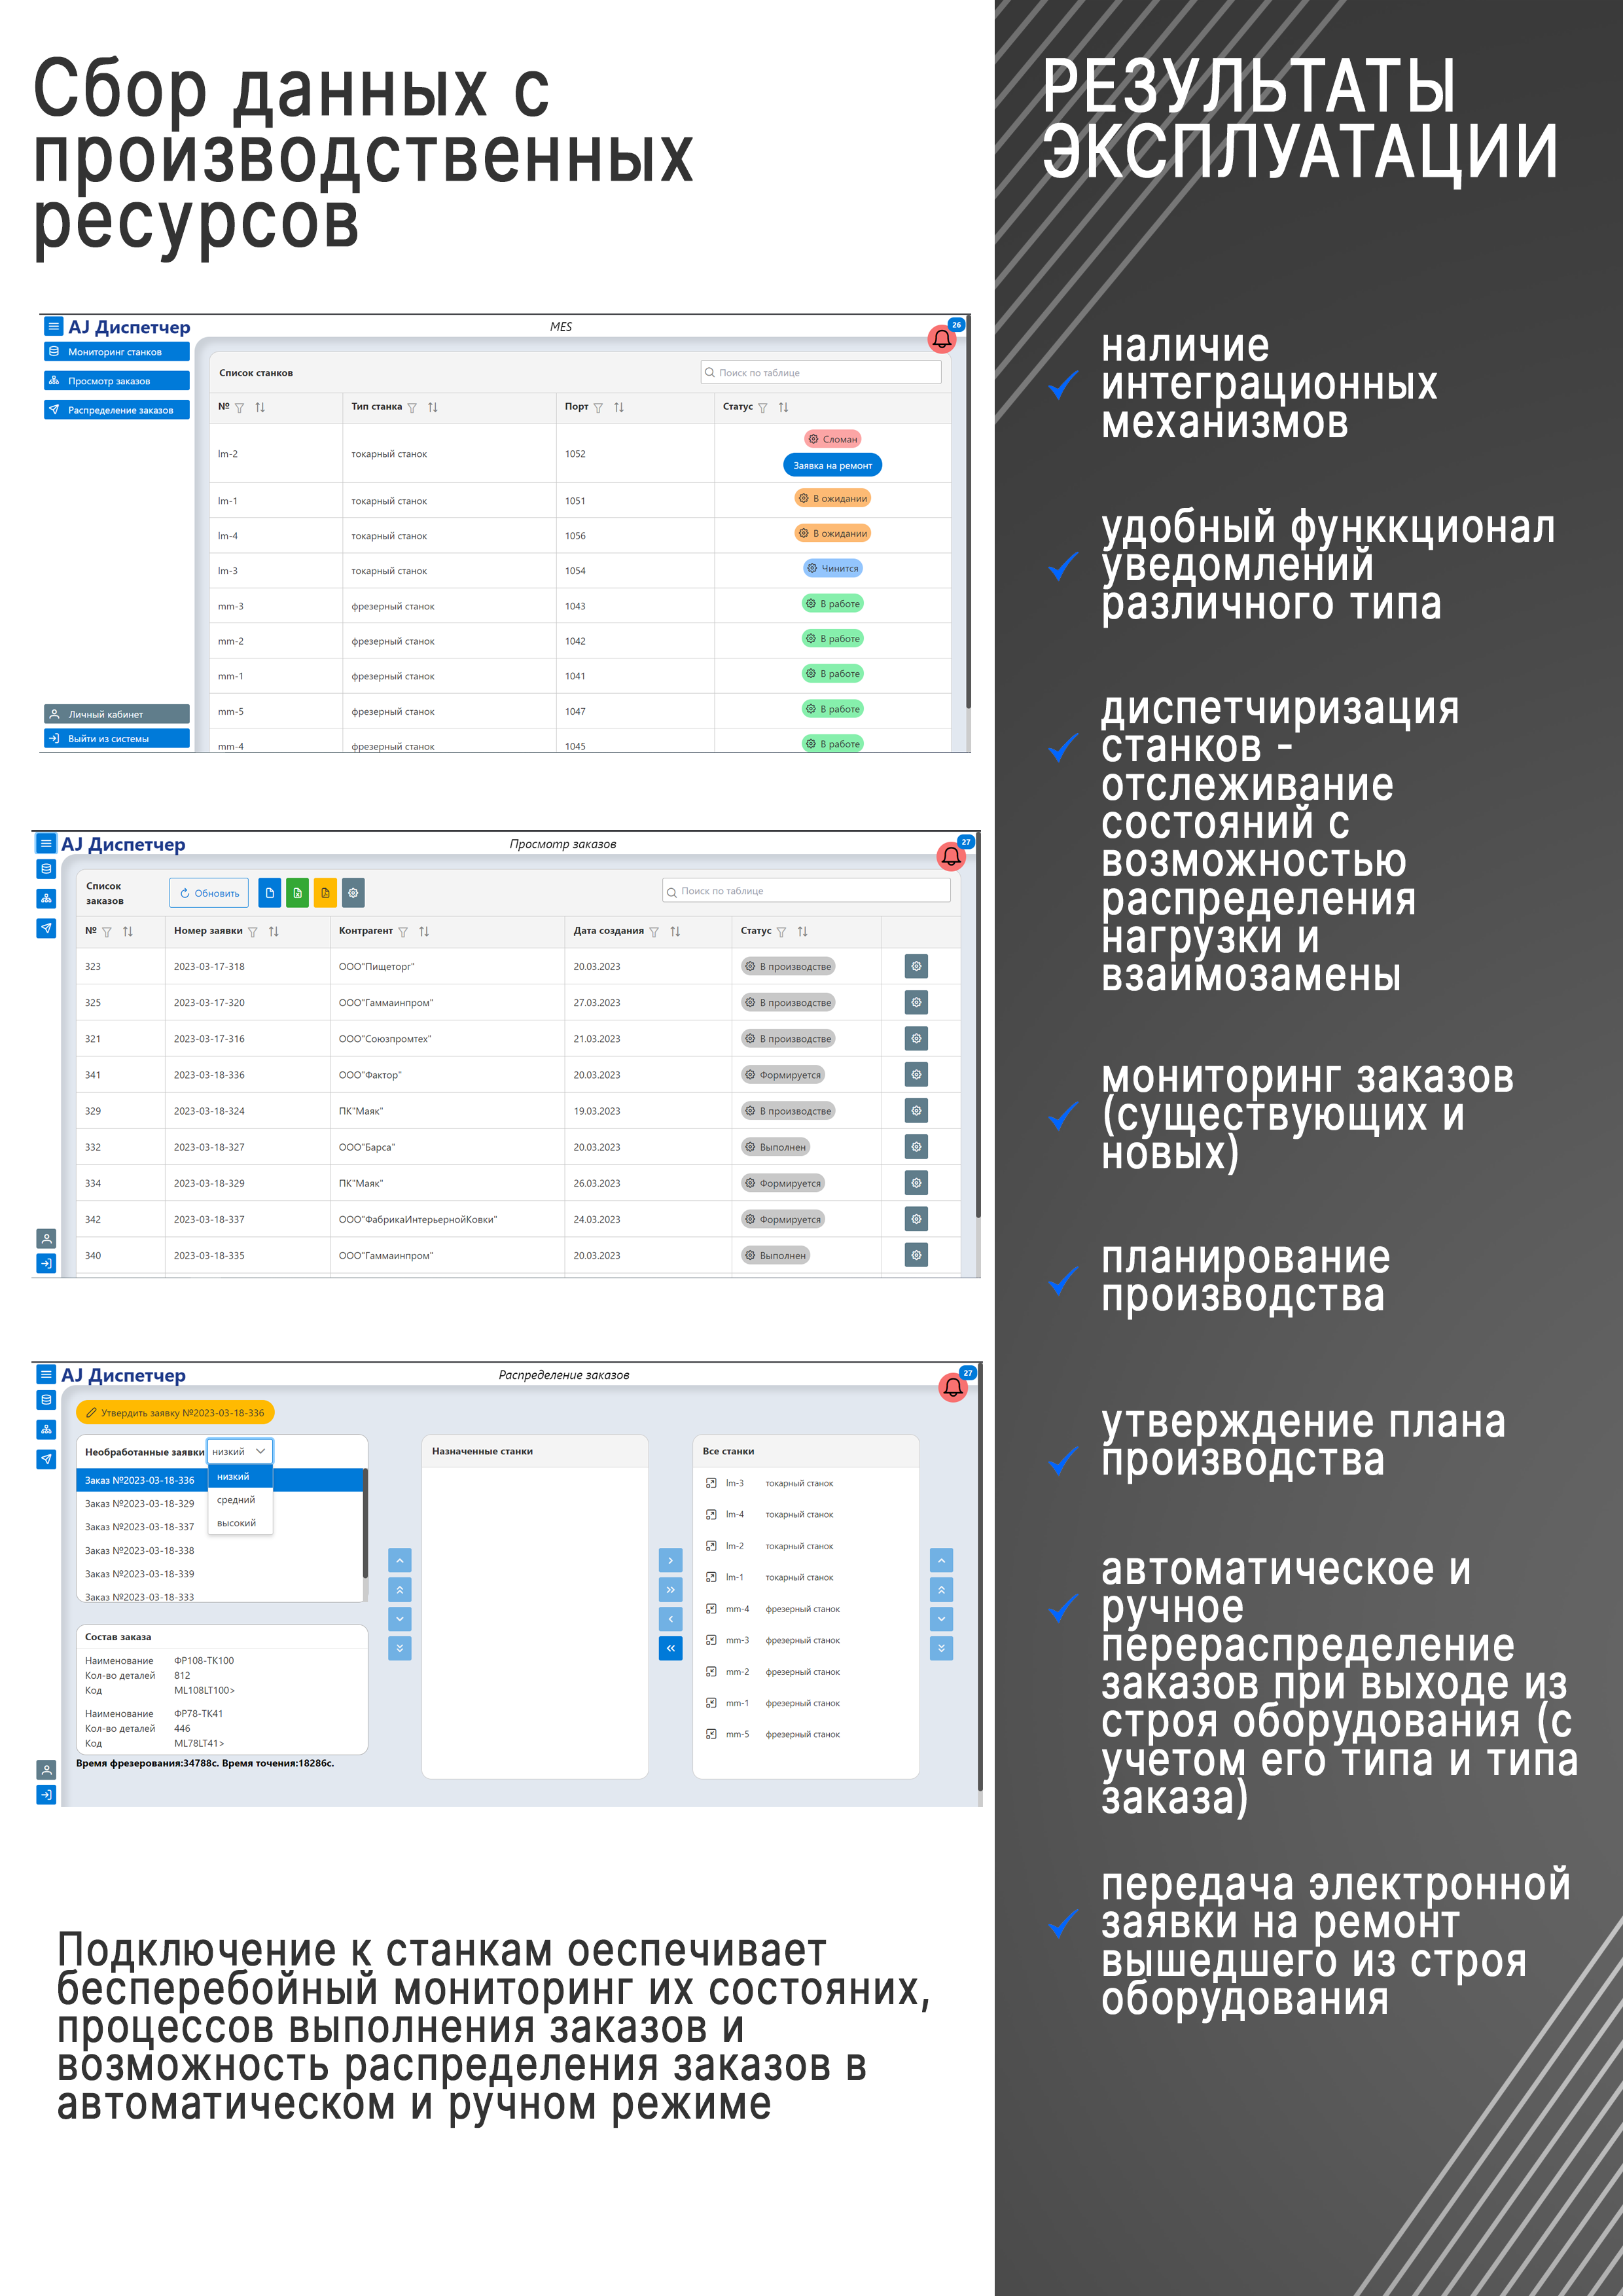 Сбор данных с
производственных
ресурсов
AJ Диспетчер
MES
26
Мониторинг станков
Просмотр заказов
Распределение заказов
Личный кабинет
Выйти из системы
Список станков
Поиск по таблице
№ Тип станка Порт Статус
lm-2 токарный станок 1052 Сломан
Заявка на ремонт
lm-1 токарный станок 1051 В ожидании
lm-4 токарный станок 1056 В ожидании
lm-3 токарный станок 1054 Чинится
mm-3 фрезерный станок 1043 В работе
mm-2 фрезерный станок 1042 В работе
mm-1 фрезерный станок 1041 В работе
mm-5 фрезерный станок 1047 В работе
mm-4 фрезерный станок 1045 В работе
AJ Диспетчер
Просмотр заказов
27
Список
заказов
Обновить
Поиск по таблице
№ Номер заявки Контрагент Дата создания Статус
323 2023-03-17-318 ООО"Пищеторг" 20.03.2023 В производстве
325 2023-03-17-320 ООО"Гаммаинпром" 27.03.2023 В производстве
321 2023-03-17-316 ООО"Союзпромтех" 21.03.2023 В производстве
341 2023-03-18-336 ООО"Фактор" 20.03.2023 Формируется
329 2023-03-18-324 ПК"Маяк" 19.03.2023 В производстве
332 2023-03-18-327 ООО"Барса" 20.03.2023 Выполнен
334 2023-03-18-329 ПК"Маяк" 26.03.2023 Формируется
342 2023-03-18-337 ООО"ФабрикаИнтерьернойКовки" 24.03.2023 Формируется
340 2023-03-18-335 ООО"Гаммаинпром" 20.03.2023 Выполнен
AJ Диспетчер
Распределение заказов
27
Утвердить заявку №2023-03-18-336
Необработанные заявки низкий
низкий
средний
высокий
Заказ №2023-03-18-336
Заказ №2023-03-18-329
Заказ №2023-03-18-337
Заказ №2023-03-18-338
Заказ №2023-03-18-339
Заказ №2023-03-18-333
Состав заказа
Наименование ФР108-ТК100
Кол-во деталей 812
Код ML108LT100>
Наименование ФР78-ТК41
Кол-во деталей 446
Код ML78LT41>
Время фрезерования:34788с. Время точения:18286с.
Назначенные станки
Все станки
lm-3 токарный станок
lm-4 токарный станок
lm-2 токарный станок
lm-1 токарный станок
mm-4 фрезерный станок
mm-3 фрезерный станок
mm-2 фрезерный станок
mm-1 фрезерный станок
mm-5 фрезерный станок
Подключение к станкам оеспечивает
бесперебойный мониторинг их состояних,
процессов выполнения заказов и
возможность распределения заказов в
автоматическом и ручном режиме
РЕЗУЛЬТАТЫ
ЭКСПЛУАТАЦИИ
наличие
интеграционных
механизмов
удобный функкционал
уведомлений
различного типа
диспетчиризация
станков -
отслеживание
состояний с
возможностью
распределения
нагрузки и
взаимозамены
мониторинг заказов
(существующих и
новых)
планирование
производства
утверждение плана
производства
автоматическое и
ручное
перераспределение
заказов при выходе из
строя оборудования (с
учетом его типа и типа
заказа)
передача электронной
заявки на ремонт
вышедшего из строя
оборудования